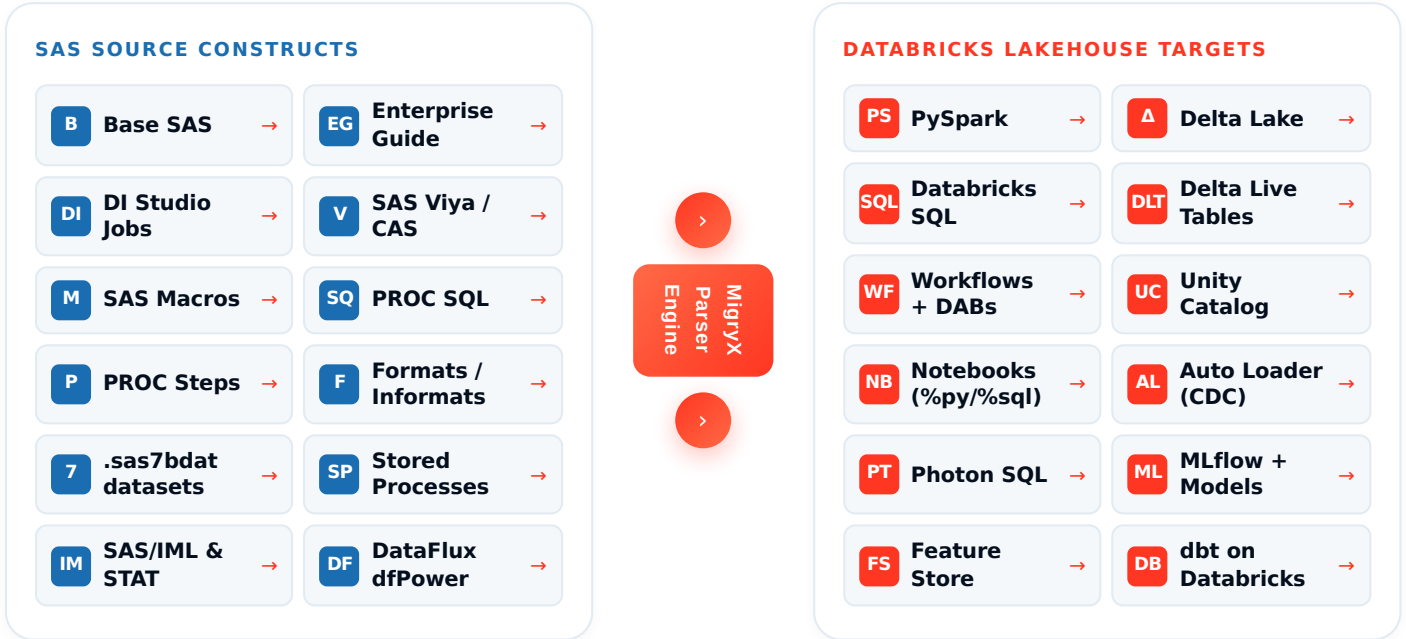 SAS SOURCE CONSTRUCTS
B
Base SAS
→
EG
Enterprise
Guide
→
DI
DI Studio
Jobs
→
V
SAS Viya /
CAS
→
M
SAS Macros
→
SQ
PROC SQL
→
P
PROC Steps
→
F
Formats /
Informats
→
7
.sas7bdat
datasets
→
SP
Stored
Processes
→
IM
SAS/IML &
STAT
→
DF
DataFlux
dfPower
→
›
MigryX
Parser
Engine
›
DATABRICKS LAKEHOUSE TARGETS
PS
PySpark
→
Δ
Delta Lake
→
SQL
Databricks
SQL
→
DLT
Delta Live
Tables
→
WF
Workflows
+ DABs
→
UC
Unity
Catalog
→
NB
Notebooks
(%py/%sql)
→
AL
Auto Loader
(CDC)
→
PT
Photon SQL
→
ML
MLflow +
Models
→
FS
Feature
Store
→
DB
dbt on
Databricks
→